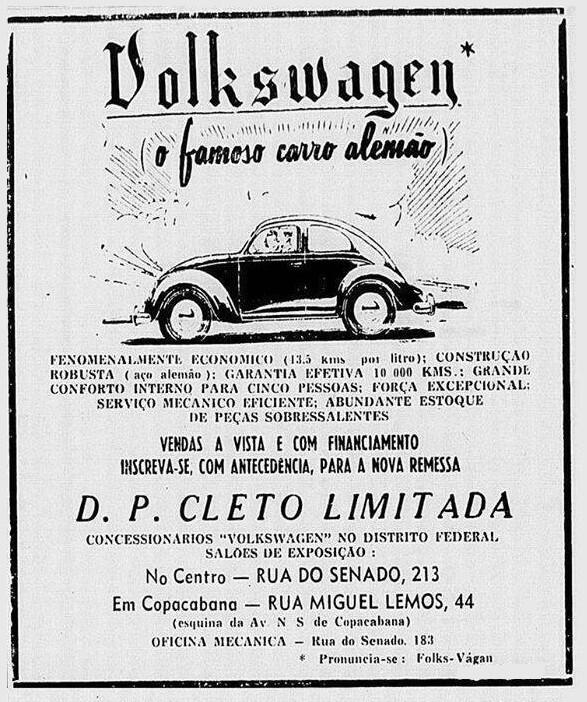 Volkswagen*
(o famoso carro alemão)
FENOMENALMENTE ECONOMICO (13.5 kms por litro); CONSTRUÇÃO
ROBUSTA (aço alemão); GARANTIA EFETIVA 10 000 KMS.; GRANDE
CONFORTO INTERNO PARA CINCO PESSOAS; FORÇA EXCEPCIONAL;
SERVIÇO MECANICO EFICIENTE; ABUNDANTE ESTOQUE
DE PEÇAS SOBRESSALENTES
VENDAS A VISTA E COM FINANCIAMENTO
INSCREVA-SE, COM ANTECEDÊNCIA, PARA A NOVA REMESSA
D. P. CLETO LIMITADA
CONCESSIONÁRIOS "VOLKSWAGEN" NO DISTRITO FEDERAL
SALÕES DE EXPOSIÇÃO :
No Centro — RUA DO SENADO, 213
Em Copacabana — RUA MIGUEL LEMOS, 44
(esquina da Av N S de Copacabana)
OFICINA MECANICA — Rua do Senado. 183
* Pronuncia-se : Folks-Vágan